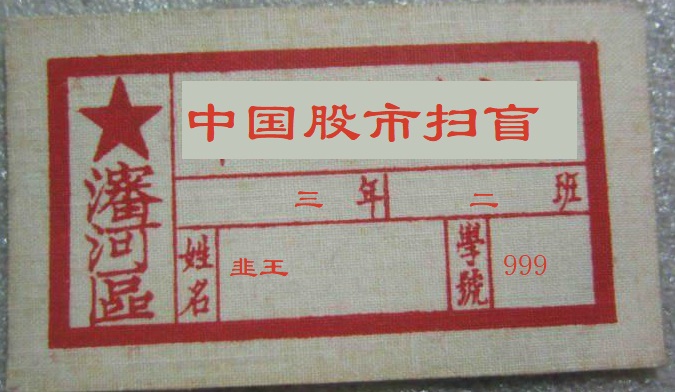 瀋河區
中国股市扫盲
三年 二班
姓名 韭王 學號 999